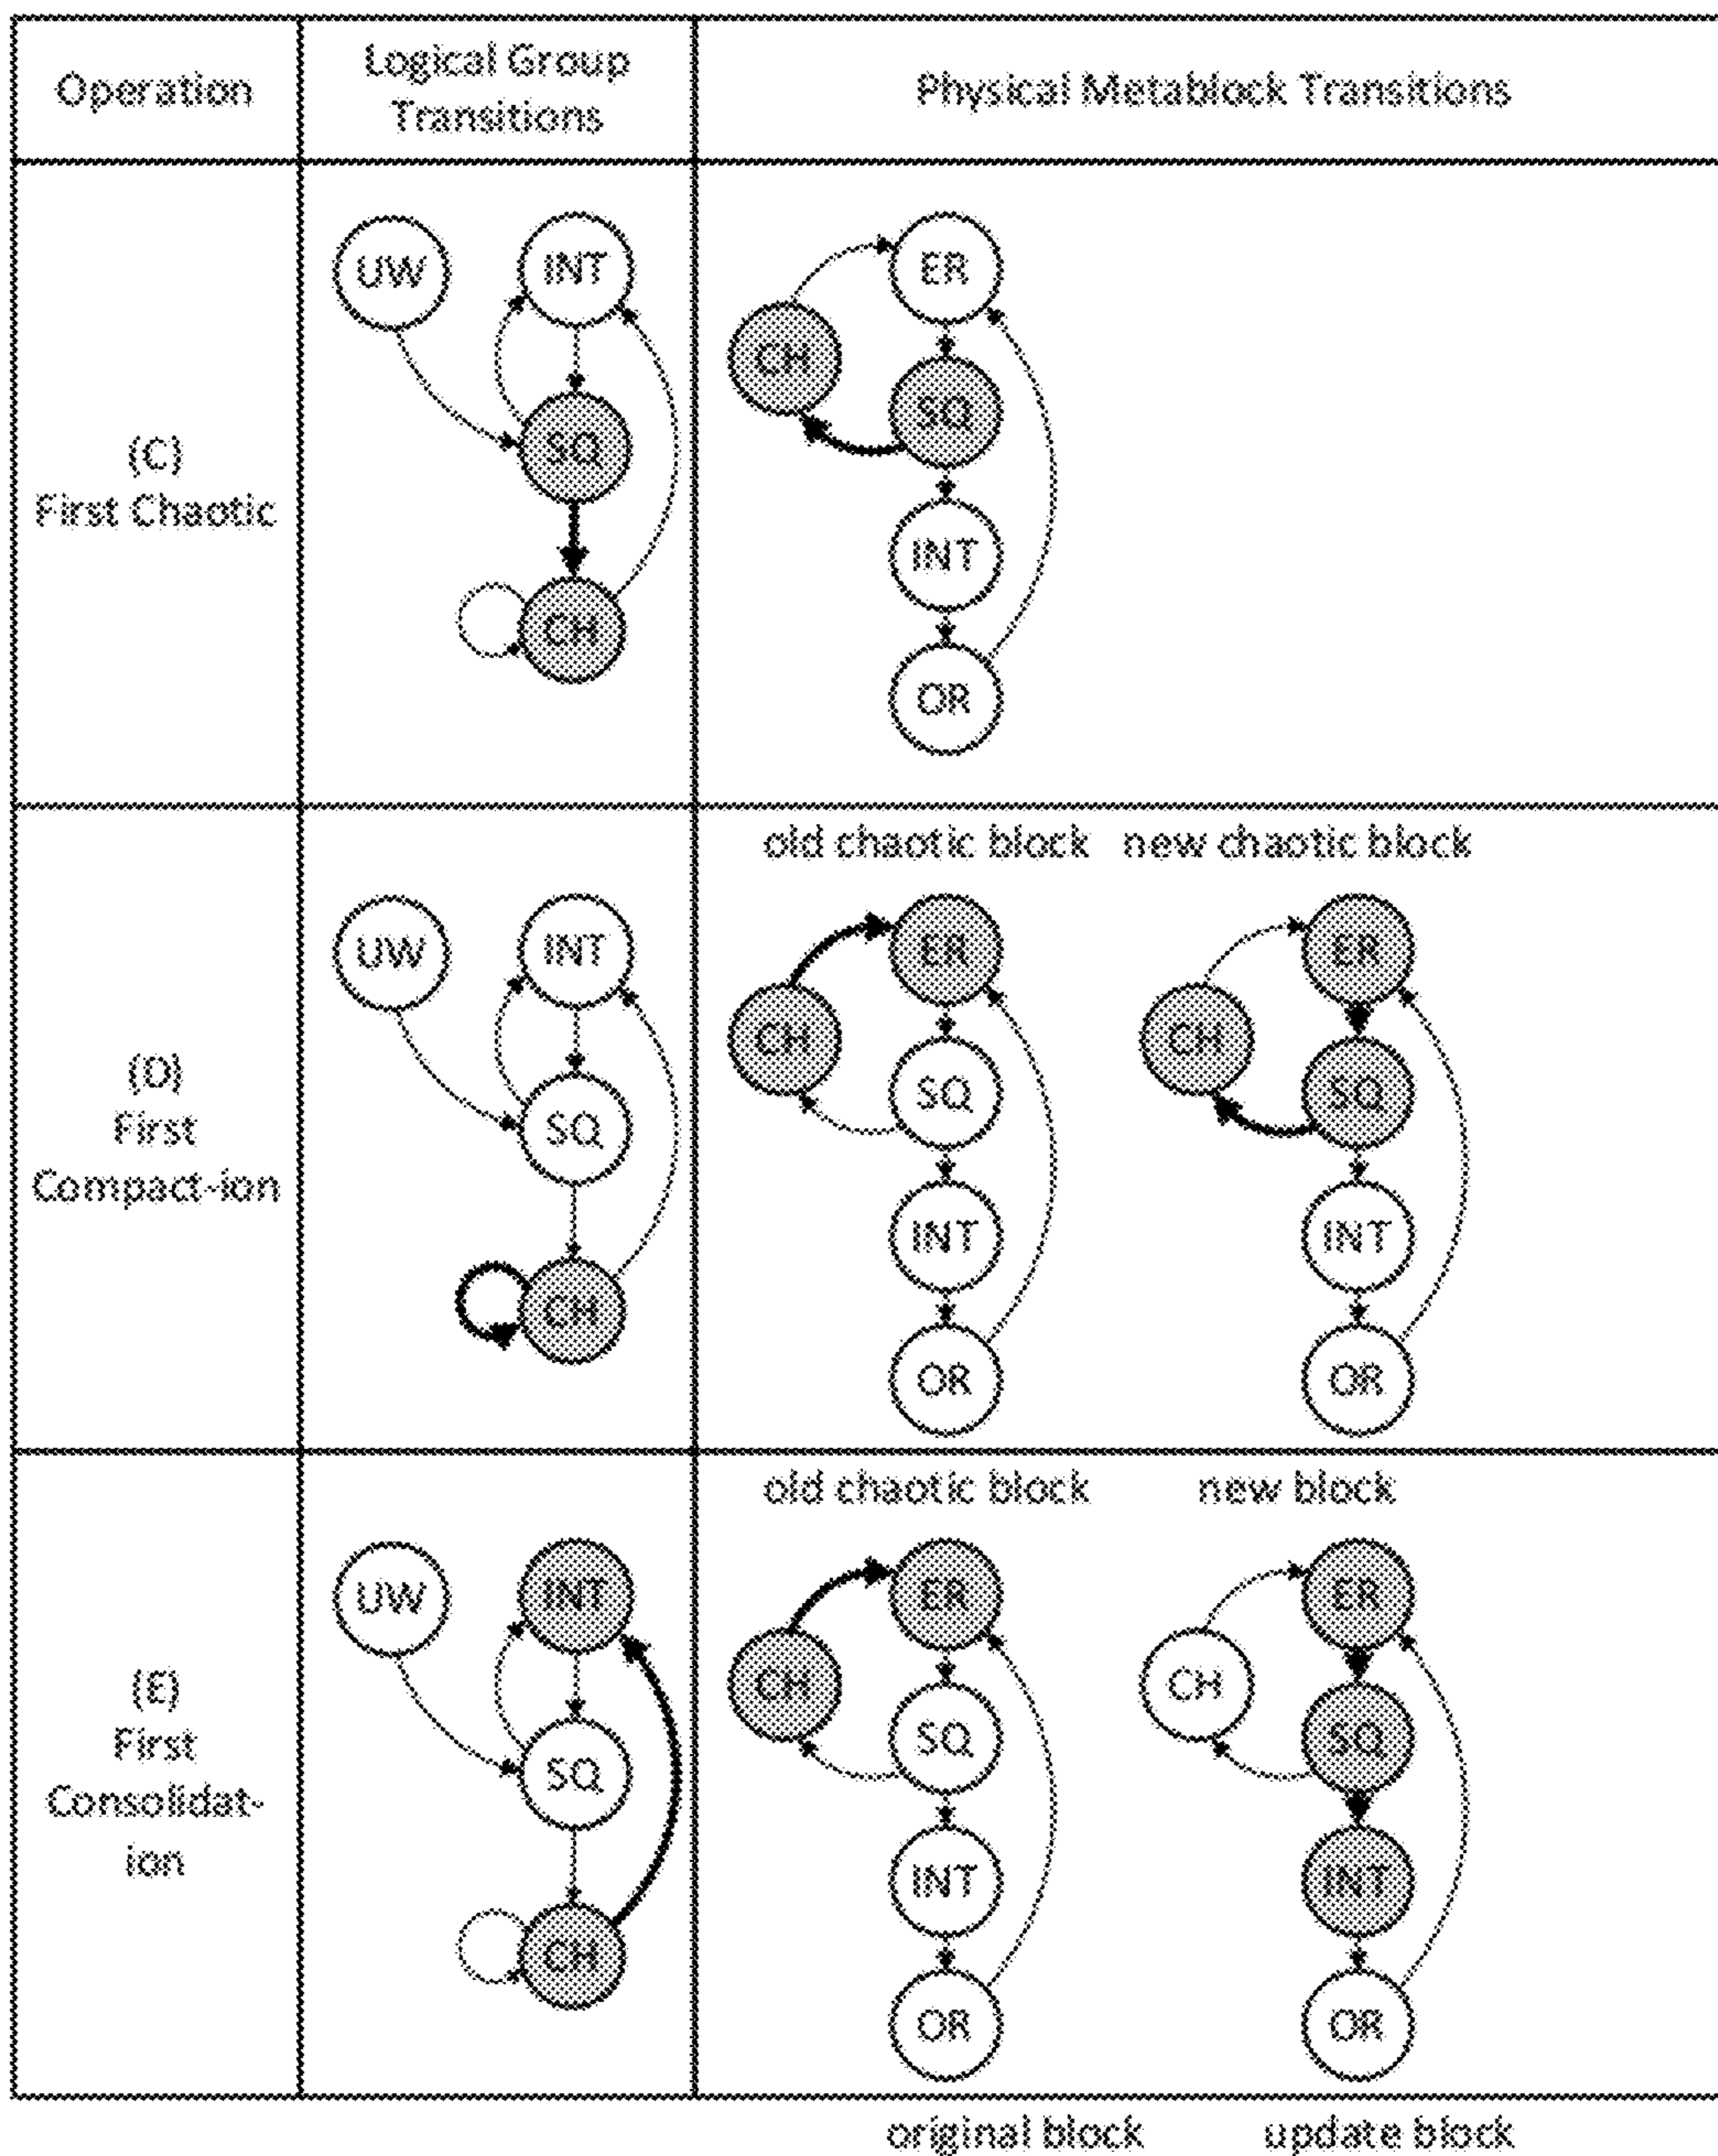 Operation
Logical Group
Transitions
Physical Metablock Transitions
(C)
First Chaotic
UW
INT
SQ
CH
ER
CH
SQ
INT
OR
(D)
First
Compact-ion
UW
INT
SQ
CH
old chaotic block
ER
CH
SQ
INT
OR
new chaotic block
ER
CH
SQ
INT
OR
(E)
First
Consolidat-
ion
UW
INT
SQ
CH
old chaotic block
ER
CH
SQ
INT
OR
new block
ER
CH
SQ
INT
OR
original block
update block